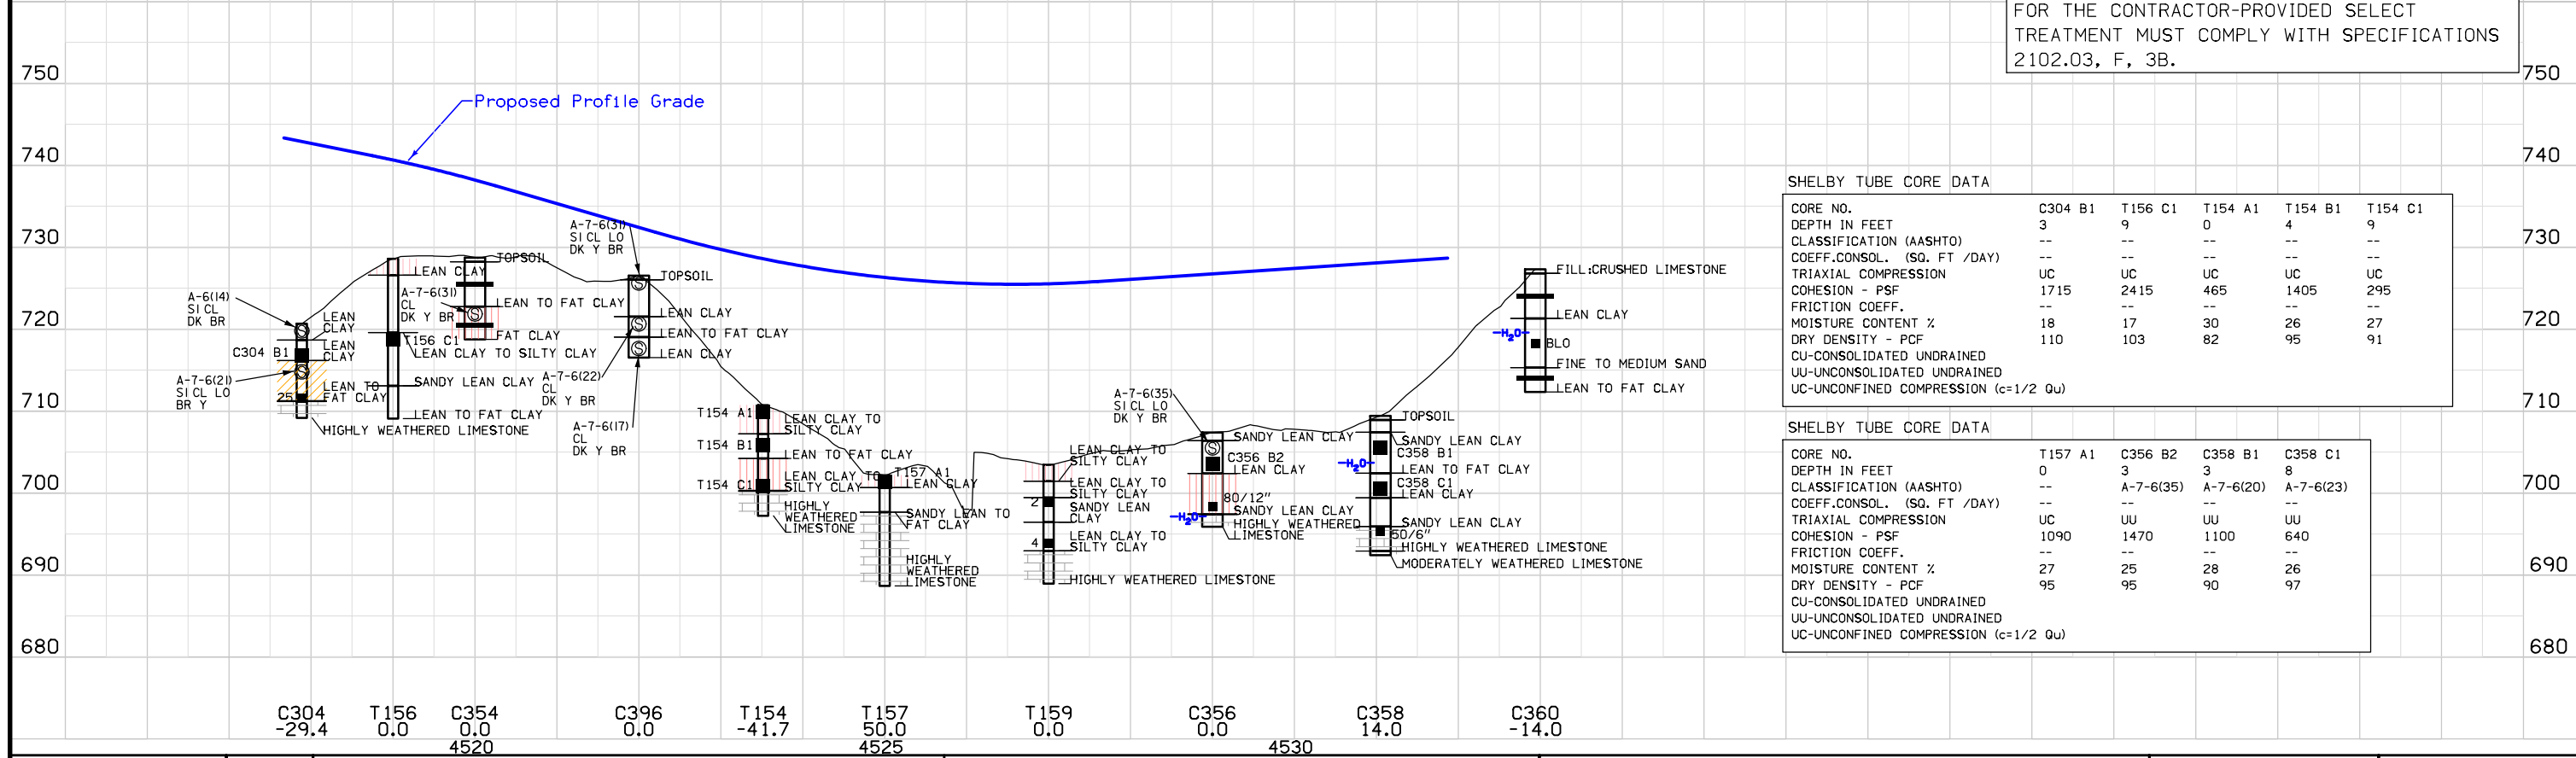 FOR THE CONTRACTOR-PROVIDED SELECT
TREATMENT MUST COMPLY WITH SPECIFICATIONS
2102.03, F, 3B.
750
750
Proposed Profile Grade
740
740
730
730
720
720
710
710
700
700
690
690
680
680
A-6(14)
SICL
DK BR
LEAN
CLAY
C304 B1
LEAN
CLAY
A-7-6(21)
SICL LO
BR Y
25
LEAN TO
FAT CLAY
HIGHLY WEATHERED LIMESTONE
LEAN CLAY
T156 C1
LEAN CLAY TO SILTY CLAY
SANDY LEAN CLAY
LEAN TO FAT CLAY
TOPSOIL
A-7-6(31)
CL
DK Y BR
LEAN TO FAT CLAY
FAT CLAY
A-7-6(31)
SICL LO
DK Y BR
TOPSOIL
LEAN CLAY
LEAN TO FAT CLAY
LEAN CLAY
A-7-6(22)
CL
DK Y BR
A-7-6(17)
CL
DK Y BR
T154 A1
LEAN CLAY TO
SILTY CLAY
T154 B1
LEAN TO FAT CLAY
T154 C1
LEAN CLAY TO
SILTY CLAY
HIGHLY
WEATHERED
LIMESTONE
T157 A1
LEAN CLAY
SANDY LEAN TO
FAT CLAY
HIGHLY
WEATHERED
LIMESTONE
LEAN CLAY TO
SILTY CLAY
LEAN CLAY TO
SILTY CLAY
2
SANDY LEAN
CLAY
4
LEAN CLAY TO
SILTY CLAY
HIGHLY WEATHERED LIMESTONE
A-7-6(35)
SICL LO
DK Y BR
SANDY LEAN CLAY
C356 B2
LEAN CLAY
80/12"
SANDY LEAN CLAY
H2O
HIGHLY WEATHERED
LIMESTONE
TOPSOIL
SANDY LEAN CLAY
C358 B1
H2O
LEAN TO FAT CLAY
C358 C1
LEAN CLAY
SANDY LEAN CLAY
50/6"
HIGHLY WEATHERED LIMESTONE
MODERATELY WEATHERED LIMESTONE
FILL:CRUSHED LIMESTONE
LEAN CLAY
H2O
BLO
FINE TO MEDIUM SAND
LEAN TO FAT CLAY
SHELBY TUBE CORE DATA
CORE NO. C304 B1 T156 C1 T154 A1 T154 B1 T154 C1
DEPTH IN FEET 3 9 0 4 9
CLASSIFICATION (AASHTO) -- -- -- -- --
COEFF.CONSOL. (SQ. FT /DAY) -- -- -- -- --
TRIAXIAL COMPRESSION UC UC UC UC UC
COHESION - PSF 1715 2415 465 1405 295
FRICTION COEFF. -- -- -- -- --
MOISTURE CONTENT % 18 17 30 26 27
DRY DENSITY - PCF 110 103 82 95 91
CU-CONSOLIDATED UNDRAINED
UU-UNCONSOLIDATED UNDRAINED
UC-UNCONFINED COMPRESSION (c=1/2 Qu)
SHELBY TUBE CORE DATA
CORE NO. T157 A1 C356 B2 C358 B1 C358 C1
DEPTH IN FEET 0 3 3 8
CLASSIFICATION (AASHTO) -- A-7-6(35) A-7-6(20) A-7-6(23)
COEFF.CONSOL. (SQ. FT /DAY) -- -- -- --
TRIAXIAL COMPRESSION UC UU UU UU
COHESION - PSF 1090 1470 1100 640
FRICTION COEFF. -- -- -- --
MOISTURE CONTENT % 27 25 28 26
DRY DENSITY - PCF 95 95 90 97
CU-CONSOLIDATED UNDRAINED
UU-UNCONSOLIDATED UNDRAINED
UC-UNCONFINED COMPRESSION (c=1/2 Qu)
C304 T156 C354 C396 T154 T157 T159 C356 C358 C360
-29.4 0.0 0.0 0.0 -41.7 50.0 0.0 0.0 14.0 -14.0
4520 4525 4530